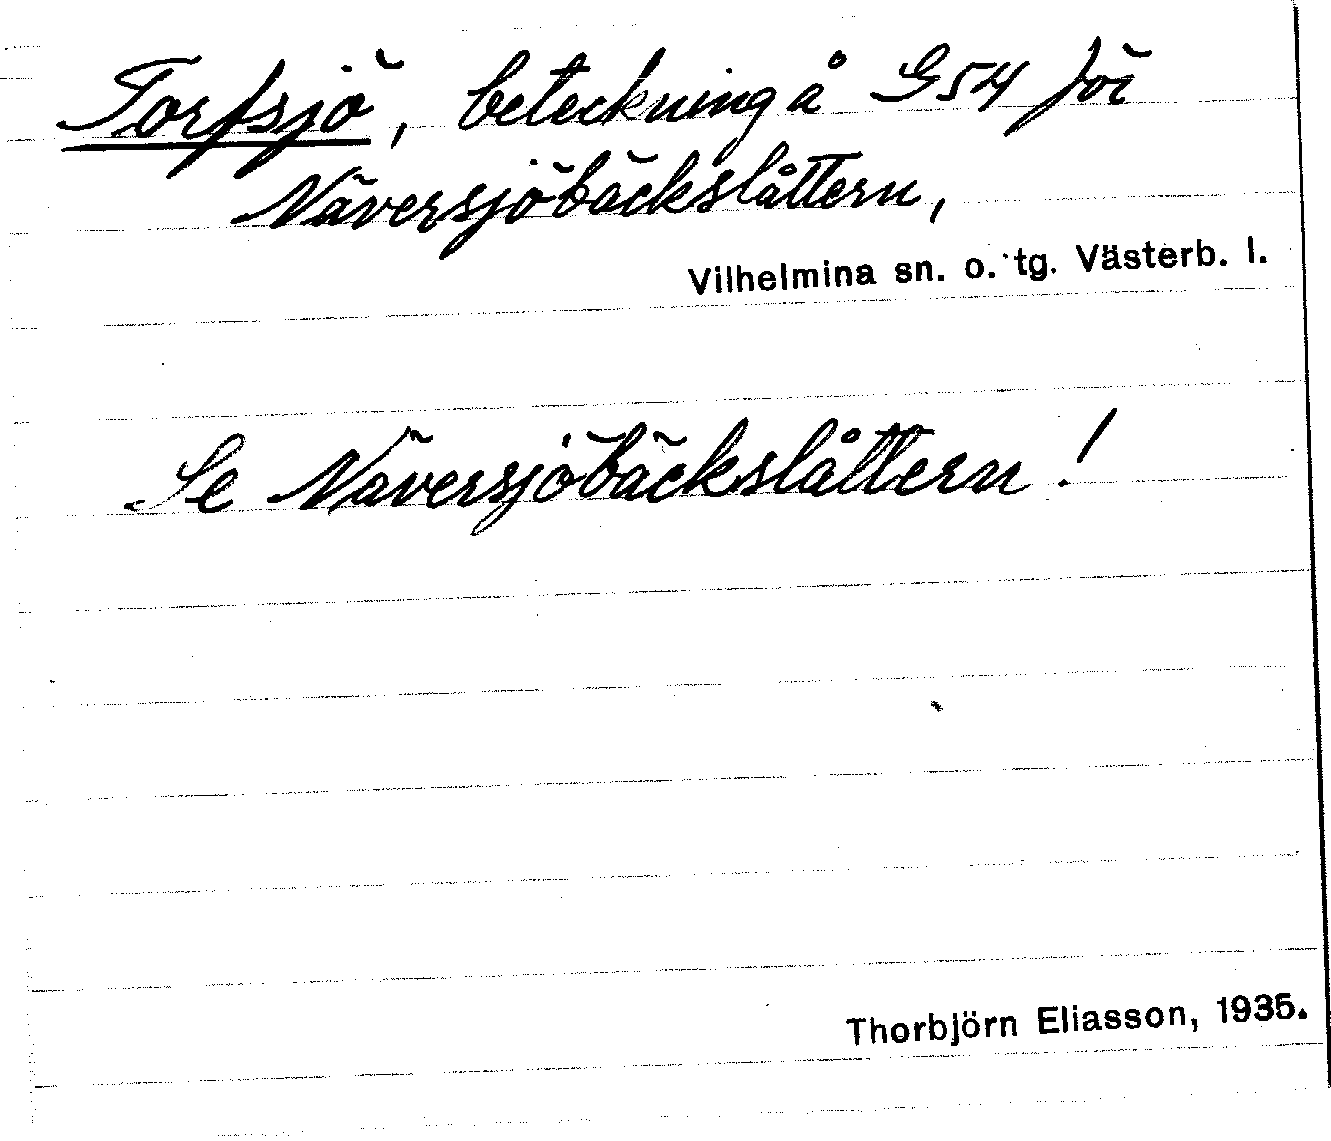 Torfsjö, beteckning å G54 för
Näversjöbäckslåttern,
Vilhelmina sn. o. tg. Västerb. l.
Se Näversjöbäckslåttern!
Thorbjörn Eliasson, 1935.